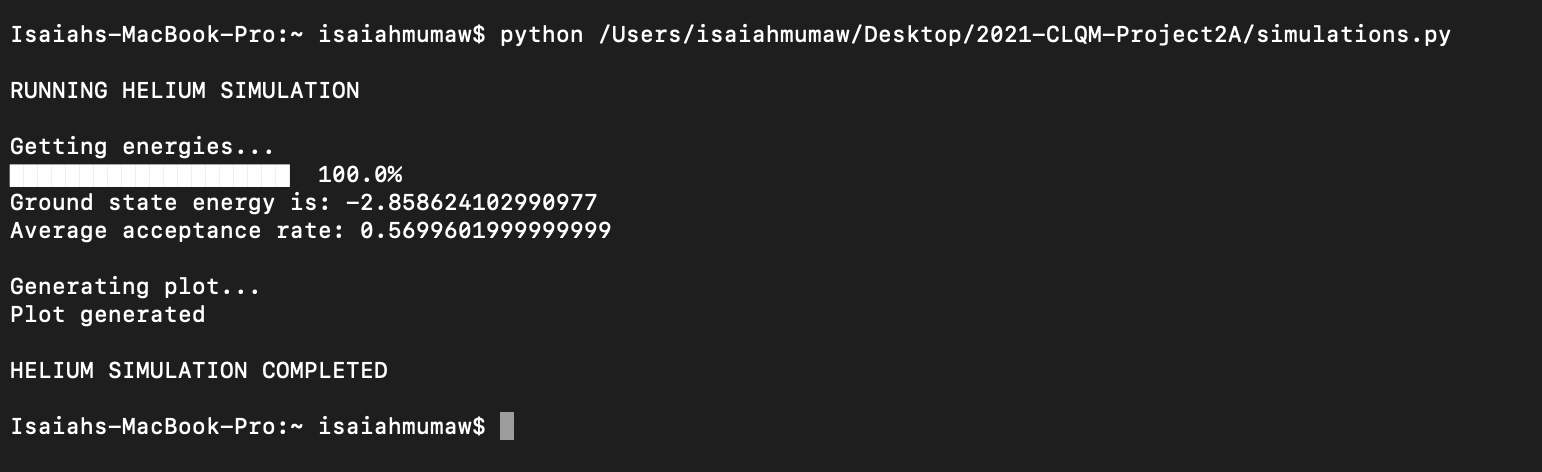 Isaiahs-MacBook-Pro:~ isaiahmumaw$ python /Users/isaiahmumaw/Desktop/2021-CLQM-Project2A/simulations.py
RUNNING HELIUM SIMULATION
Getting energies...
████████████████████  100.0%
Ground state energy is: -2.858624102990977
Average acceptance rate: 0.5699601999999999
Generating plot...
Plot generated
HELIUM SIMULATION COMPLETED
Isaiahs-MacBook-Pro:~ isaiahmumaw$